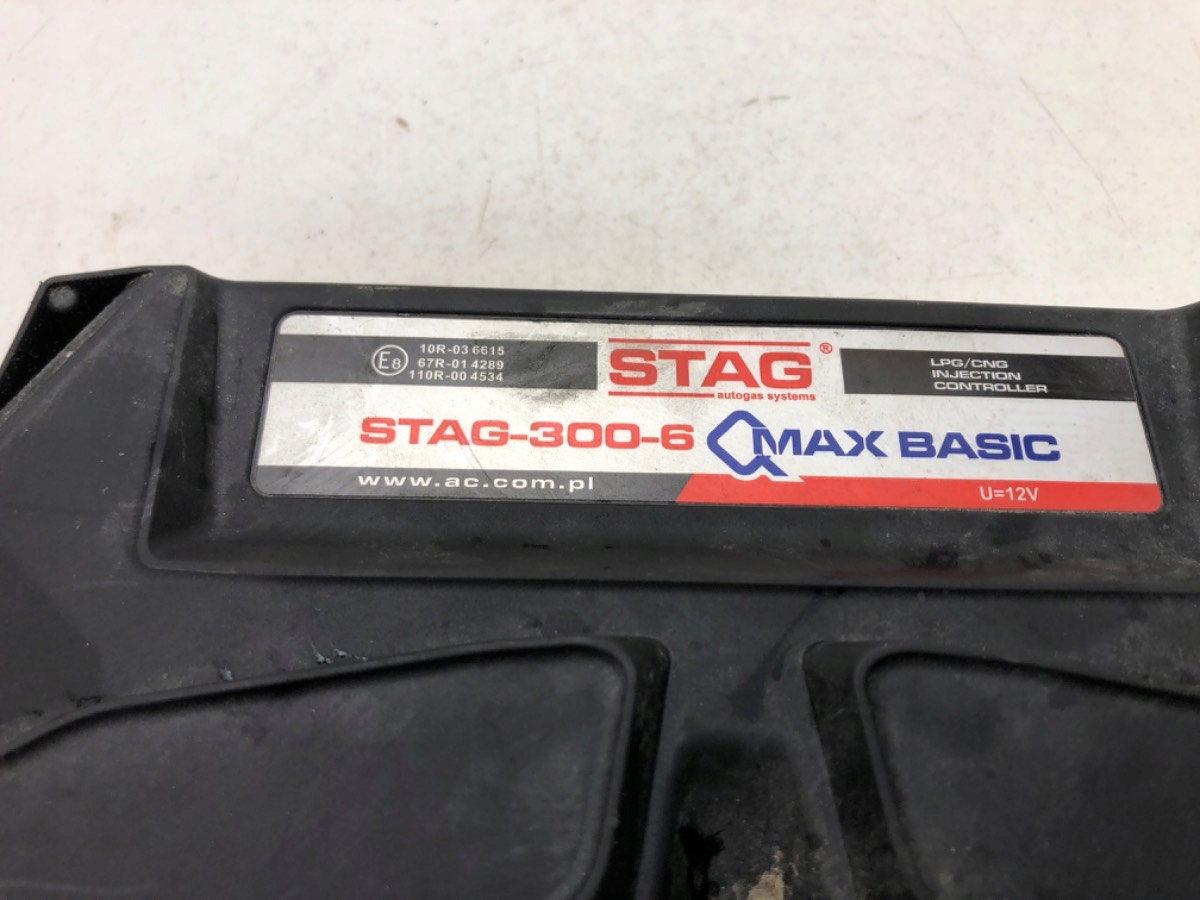 E8
10R-03 6615
67R-01 4289
110R-00 4534
STAG®
autogas systems
LPG/CNG
INJECTION
CONTROLLER
STAG-300-6 QMAX BASIC
www.ac.com.pl
U=12V